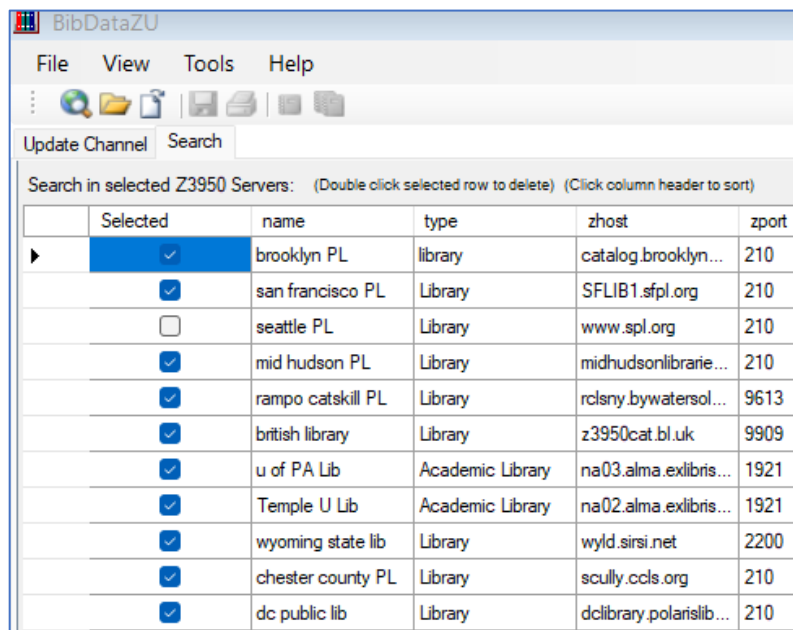 BibDataZU
File View Tools Help
Update Channel Search
Search in selected Z3950 Servers: (Double click selected row to delete) (Click column header to sort)
Selected name type zhost zport
brooklyn PL library catalog.brooklyn... 210
san francisco PL Library SFLIB1.sfpl.org 210
seattle PL Library www.spl.org 210
mid hudson PL Library midhudsonlibrarie... 210
rampo catskill PL Library rclsny.bywatersol... 9613
british library Library z3950cat.bl.uk 9909
u of PA Lib Academic Library na03.alma.exlibris... 1921
Temple U Lib Academic Library na02.alma.exlibris... 1921
wyoming state lib Library wyld.sirsi.net 2200
chester county PL Library scully.ccls.org 210
dc public lib Library dclibrary.polarislib... 210